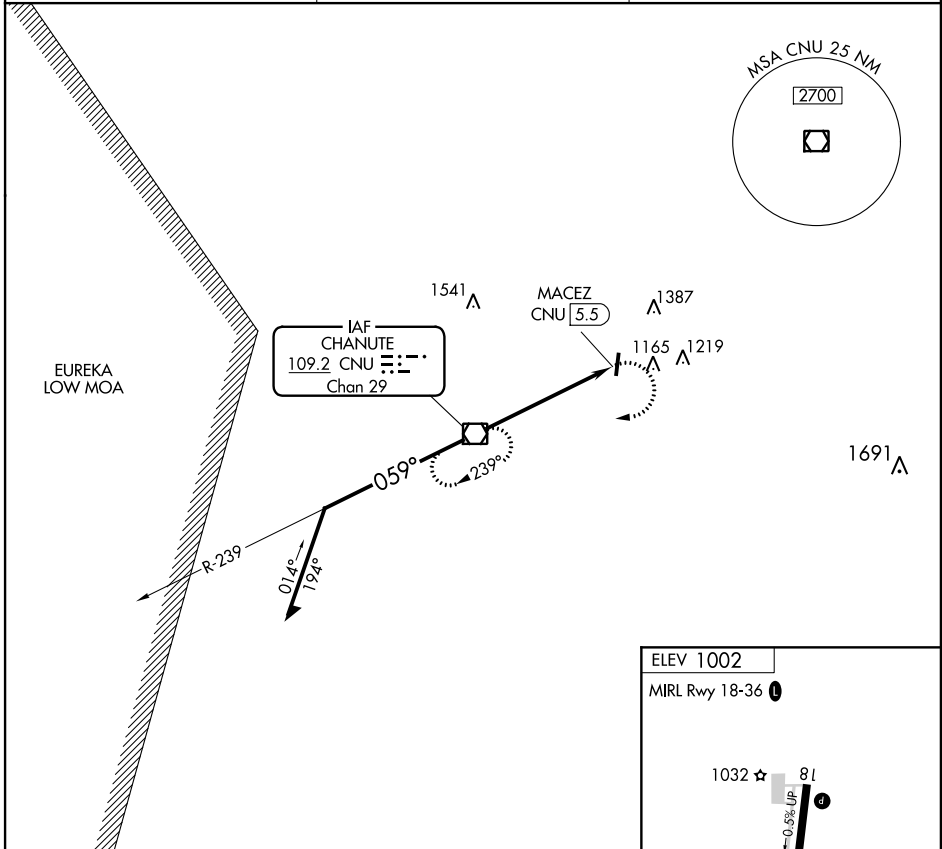 MSA CNU 25 NM
2700
1541
MACEZ
CNU 5.5
1387
1165
1219
IAF
CHANUTE
109.2 CNU
Chan 29
EUREKA
LOW MOA
1691
059°
239°
R-239
014°
194°
ELEV 1002
MIRL Rwy 18-36 L
1032
18
P
0.5% UP